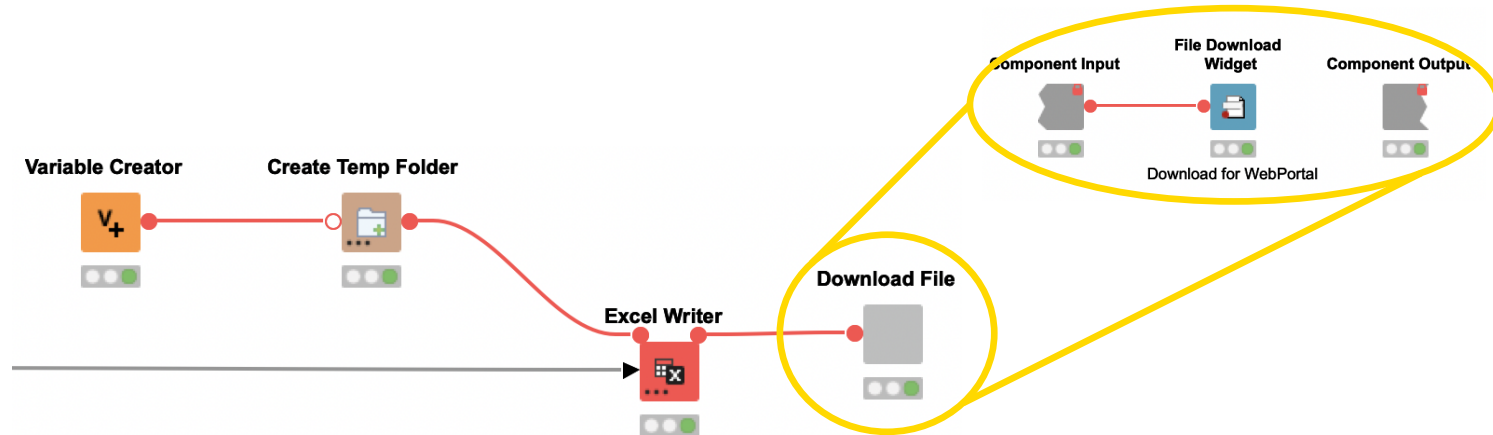 File Download
Widget
Component Input
Component Output
Download for WebPortal
Variable Creator
V+
Create Temp Folder
Download File
Excel Writer
X